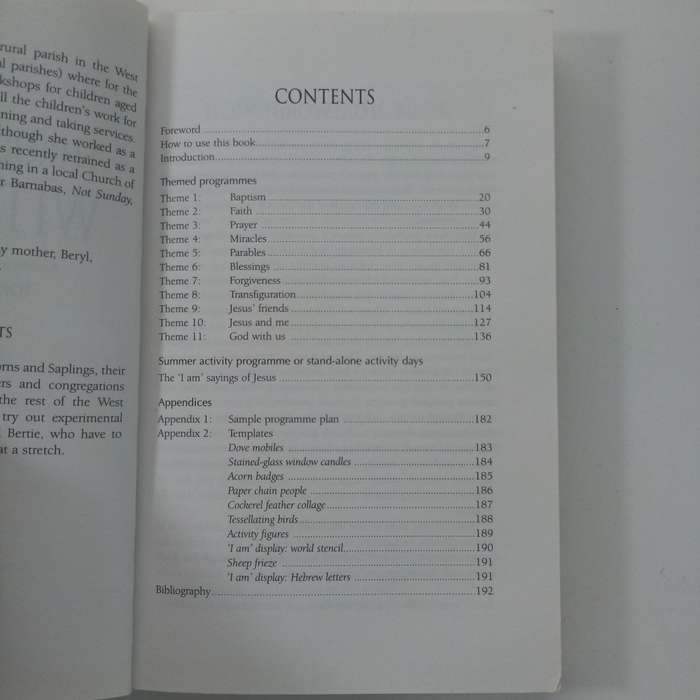 rural parish in the West
parishes) where for the
kshops for children aged
ll the children's work for
ning and taking services.
though she worked as a
s recently retrained as a
ning in a local Church of
r Barnabas, Not Sunday,
y mother, Beryl,
TS
rns and Saplings, their
ers and congregations
the rest of the West
try out experimental
Bertie, who have to
at a stretch.
CONTENTS
Foreword 6
How to use this book 7
Introduction 9
Themed programmes
Theme 1: Baptism 20
Theme 2: Faith 30
Theme 3: Prayer 44
Theme 4: Miracles 56
Theme 5: Parables 66
Theme 6: Blessings 81
Theme 7: Forgiveness 93
Theme 8: Transfiguration 104
Theme 9: Jesus' friends 114
Theme 10: Jesus and me 127
Theme 11: God with us 136
Summer activity programme or stand-alone activity days
The 'I am' sayings of Jesus 150
Appendices
Appendix 1: Sample programme plan 182
Appendix 2: Templates
Dove mobiles 183
Stained-glass window candles 184
Acorn badges 185
Paper chain people 186
Cockerel feather collage 187
Tessellating birds 188
Activity figures 189
'I am' display: world stencil 190
Sheep frieze 191
'I am' display: Hebrew letters 191
Bibliography 192